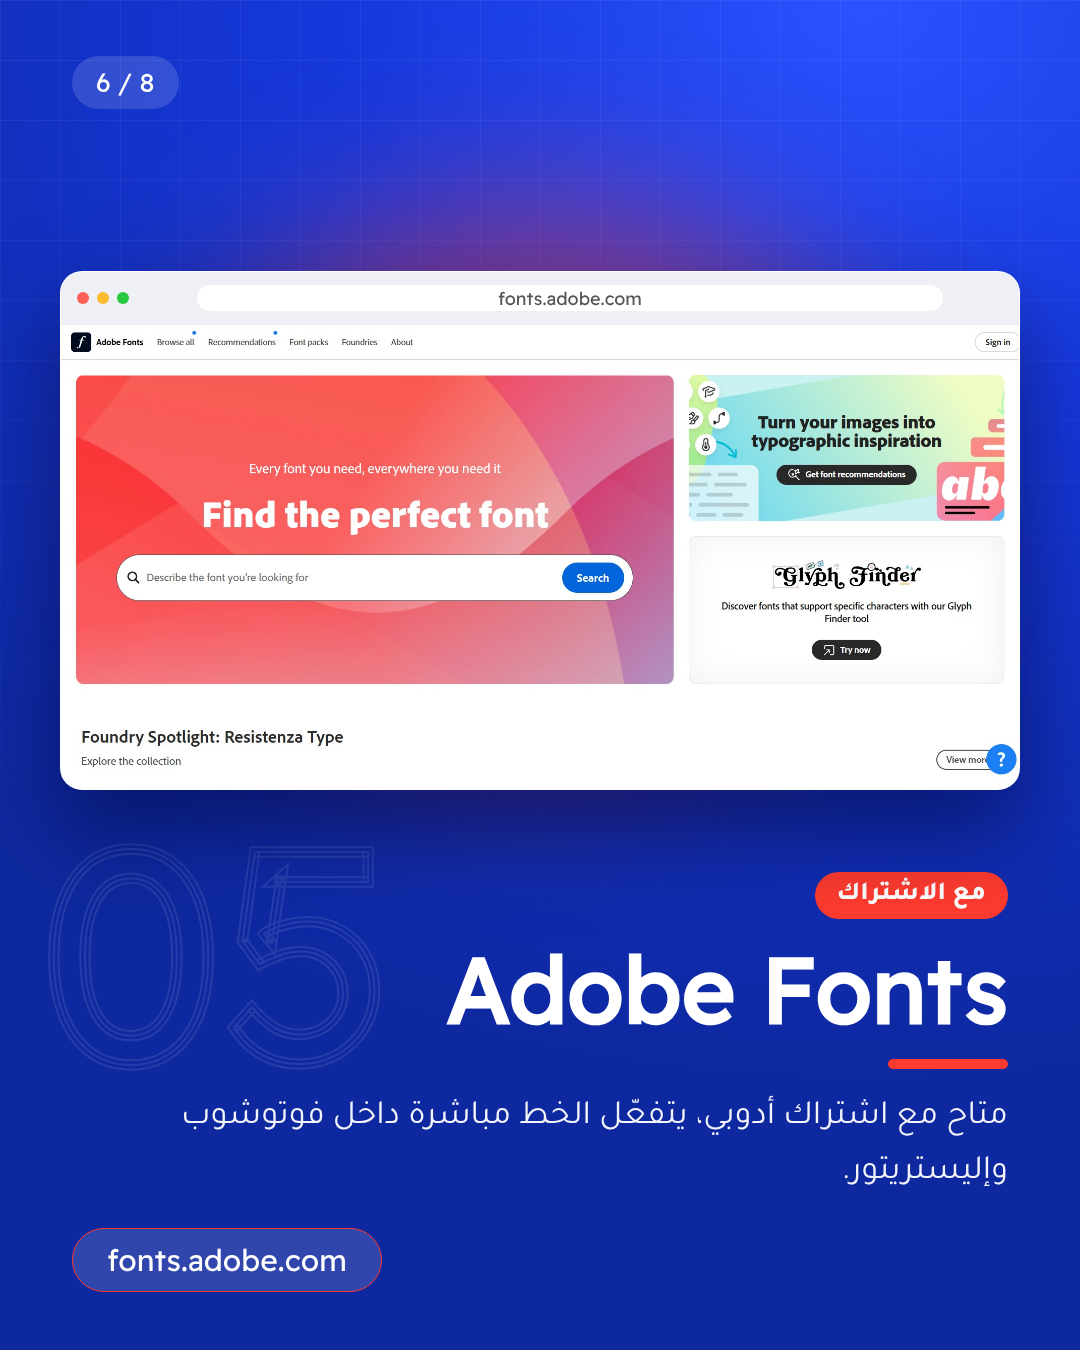 6 / 8
fonts.adobe.com
Adobe Fonts Browse all Recommendations Font packs Foundries About Sign in
Every font you need, everywhere you need it
Find the perfect font
Describe the font you're looking for Search
Turn your images into
typographic inspiration
Get font recommendations
abc
Glyph Finder
Discover fonts that support specific characters with our Glyph
Finder tool
Try now
Foundry Spotlight: Resistenza Type
Explore the collection
View more ?
05
مع الاشتراك
Adobe Fonts
متاح مع اشتراك أدوبي، يتفعّل الخط مباشرة داخل فوتوشوب
وإليستريتور.
fonts.adobe.com